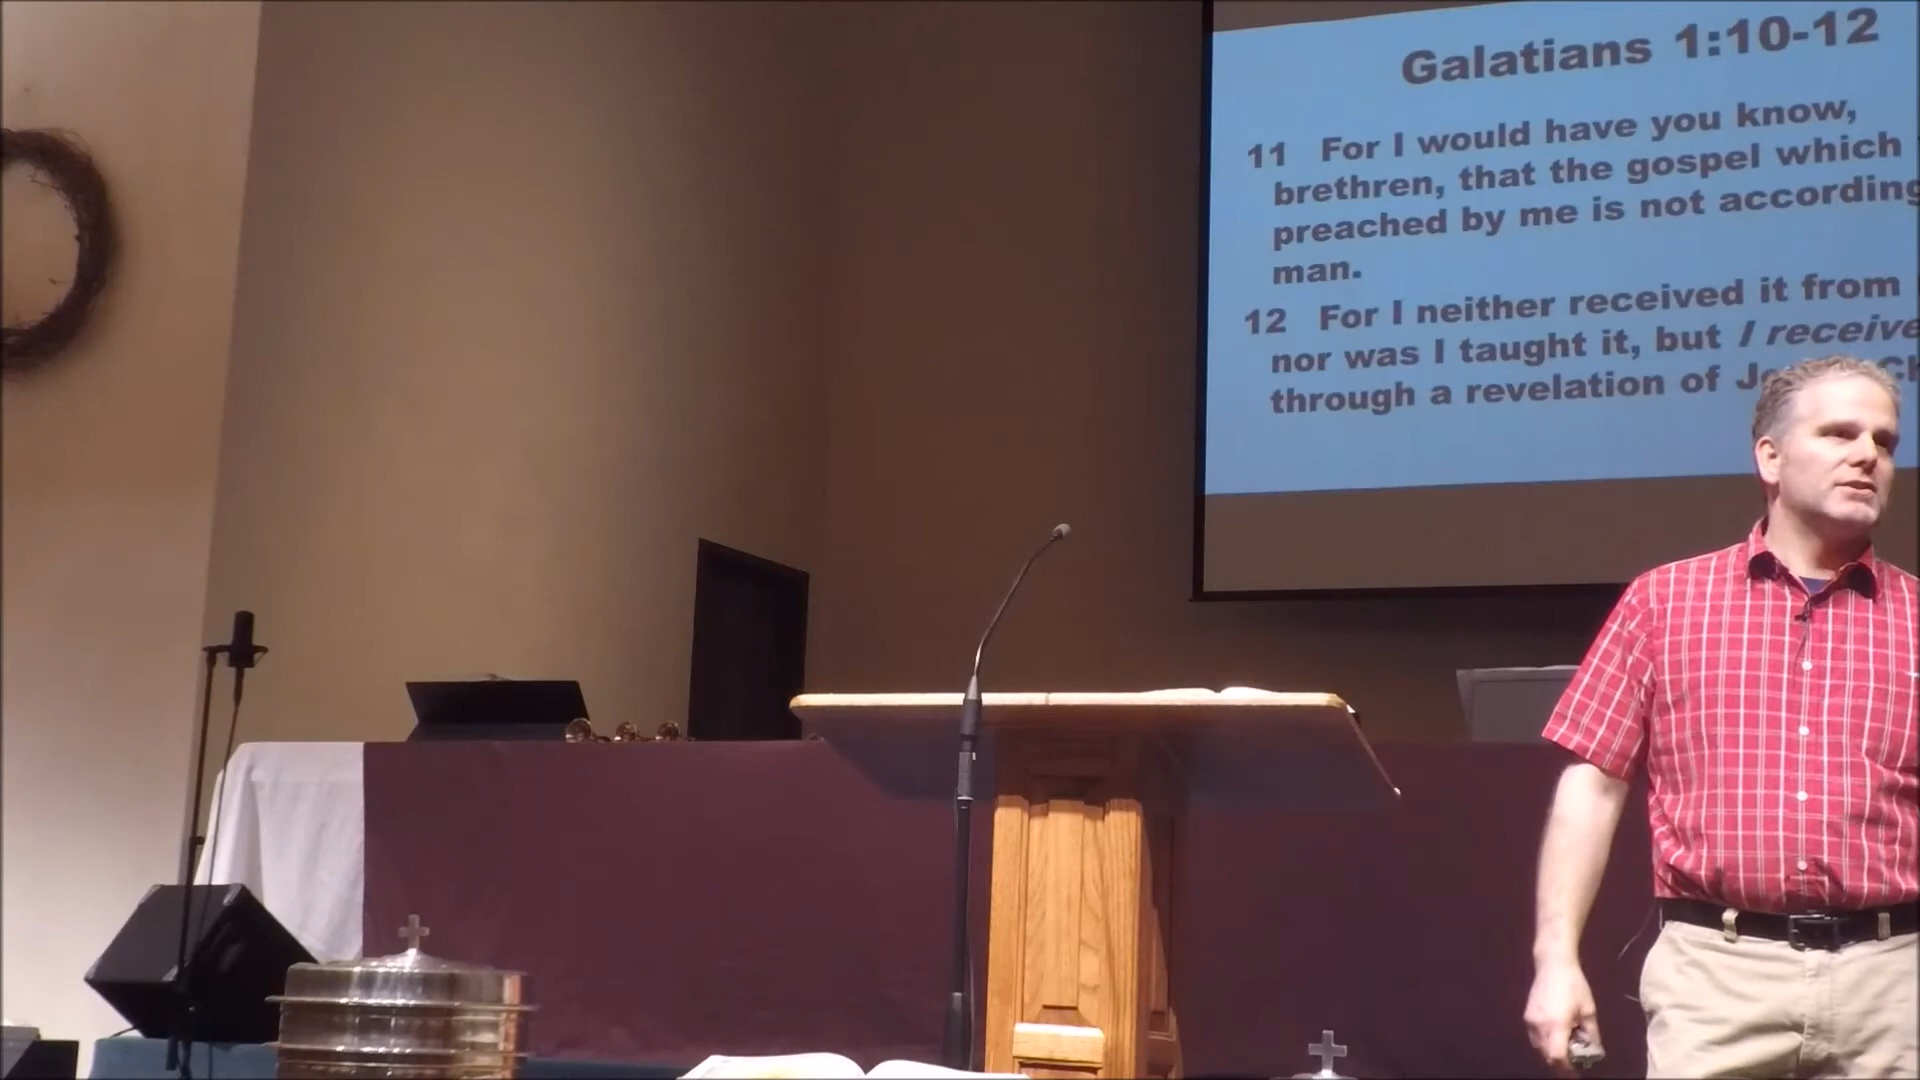 Galatians 1:10-12
11 For I would have you know,
brethren, that the gospel which
preached by me is not according
man.
12 For I neither received it from
nor was I taught it, but I receive
through a revelation of